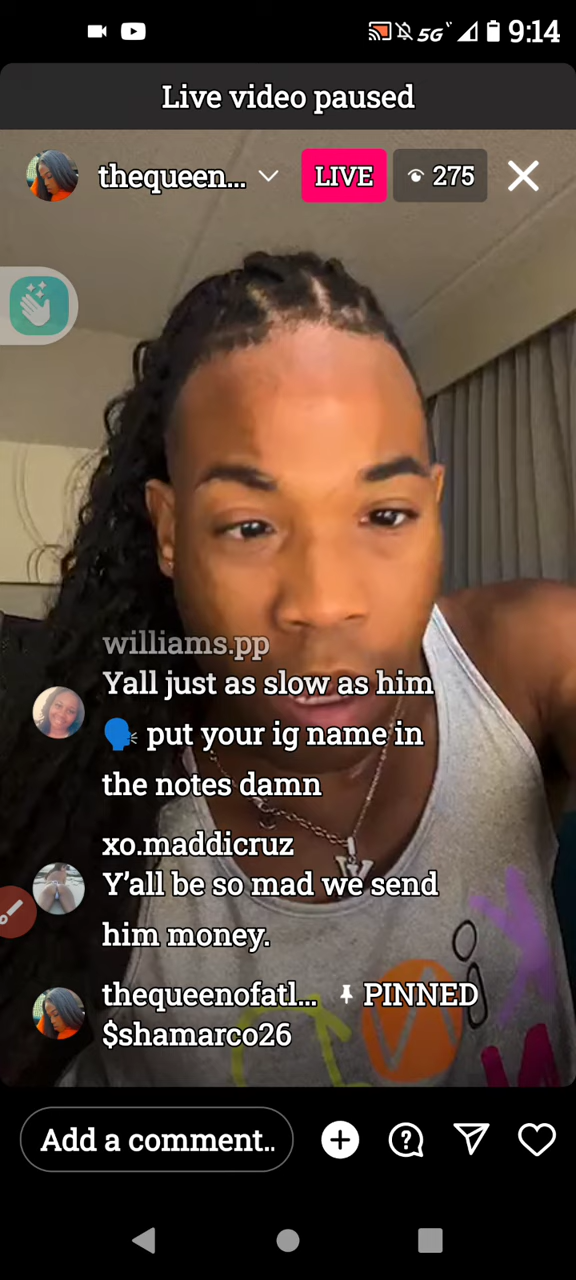 5G 9:14
Live video paused
thequeen... LIVE 275
williams.pp
Yall just as slow as him
🗣️ put your ig name in
the notes damn
xo.maddicruz
Y'all be so mad we send
him money.
thequeenofatl... PINNED
$shamarco26
Add a comment..